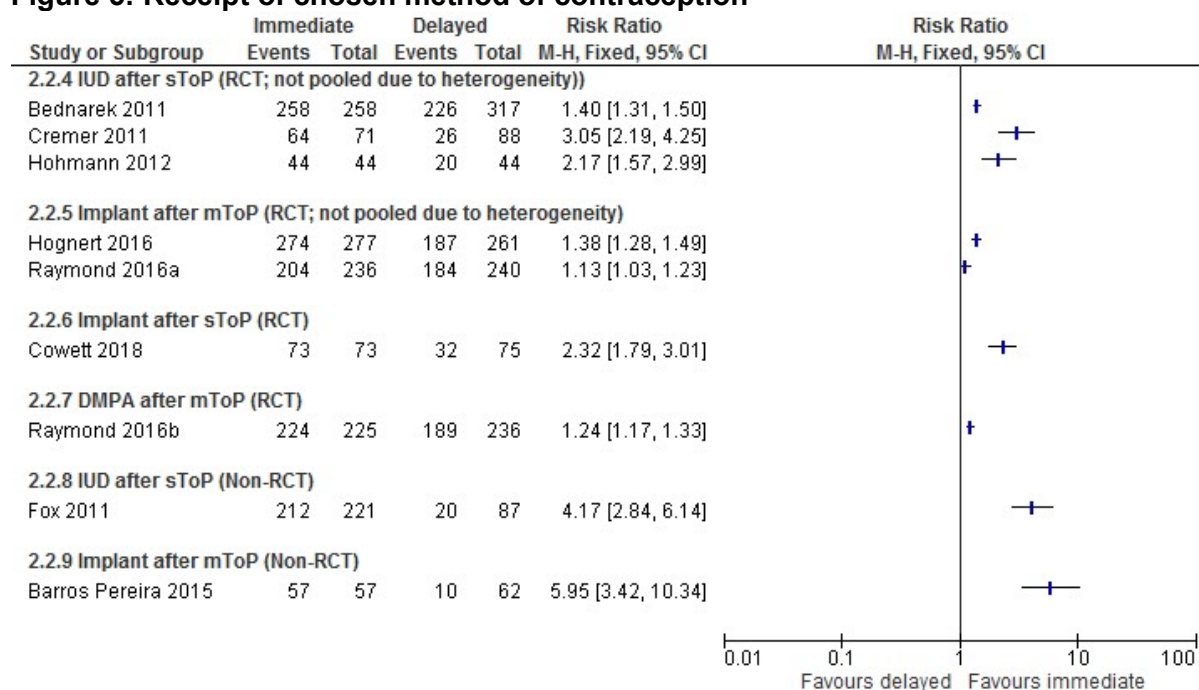 Immediate Delayed Risk Ratio Risk Ratio
Study or Subgroup Events Total Events Total M-H, Fixed, 95% CI M-H, Fixed, 95% CI
2.2.4 IUD after sToP (RCT; not pooled due to heterogeneity))
Bednarek 2011 258 258 226 317 1.40 [1.31, 1.50]
Cremer 2011 64 71 26 88 3.05 [2.19, 4.25]
Hohmann 2012 44 44 20 44 2.17 [1.57, 2.99]
2.2.5 Implant after mToP (RCT; not pooled due to heterogeneity)
Hognert 2016 274 277 187 261 1.38 [1.28, 1.49]
Raymond 2016a 204 236 184 240 1.13 [1.03, 1.23]
2.2.6 Implant after sToP (RCT)
Cowett 2018 73 73 32 75 2.32 [1.79, 3.01]
2.2.7 DMPA after mToP (RCT)
Raymond 2016b 224 225 189 236 1.24 [1.17, 1.33]
2.2.8 IUD after sToP (Non-RCT)
Fox 2011 212 221 20 87 4.17 [2.84, 6.14]
2.2.9 Implant after mToP (Non-RCT)
Barros Pereira 2015 57 57 10 62 5.95 [3.42, 10.34]
0.01 0.1 1 10 100
Favours delayed Favours immediate